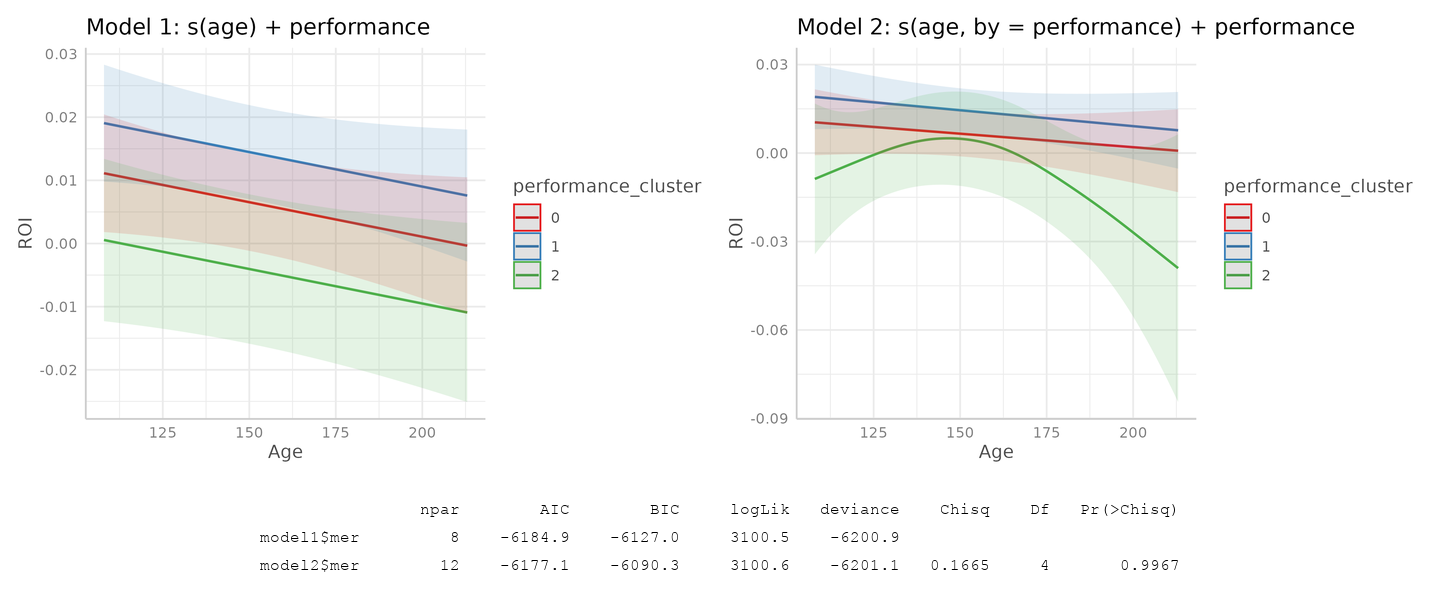 Model 1: s(age) + performance
0.03
0.02
0.01
0.00
-0.01
-0.02
ROI
125 150 175 200
Age
performance_cluster
0
1
2
Model 2: s(age, by = performance) + performance
0.03
0.00
-0.03
-0.06
-0.09
ROI
125 150 175 200
Age
performance_cluster
0
1
2
npar AIC BIC logLik deviance Chisq Df Pr(>Chisq)
model1$mer 8 -6184.9 -6127.0 3100.5 -6200.9
model2$mer 12 -6177.1 -6090.3 3100.6 -6201.1 0.1665 4 0.9967